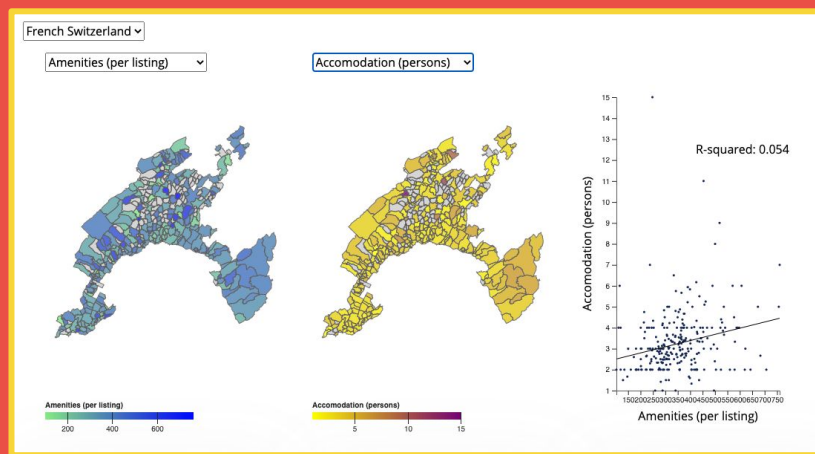 French Switzerland
Amenities (per listing)
Accomodation (persons)
15
14
13
12
11
10
9
8
7
6
5
4
3
2
1
R-squared: 0.054
Accomodation (persons)
150200250300350400450500550600650700750
Amenities (per listing)
Amenities (per listing)
200 400 600
Accomodation (persons)
5 10 15